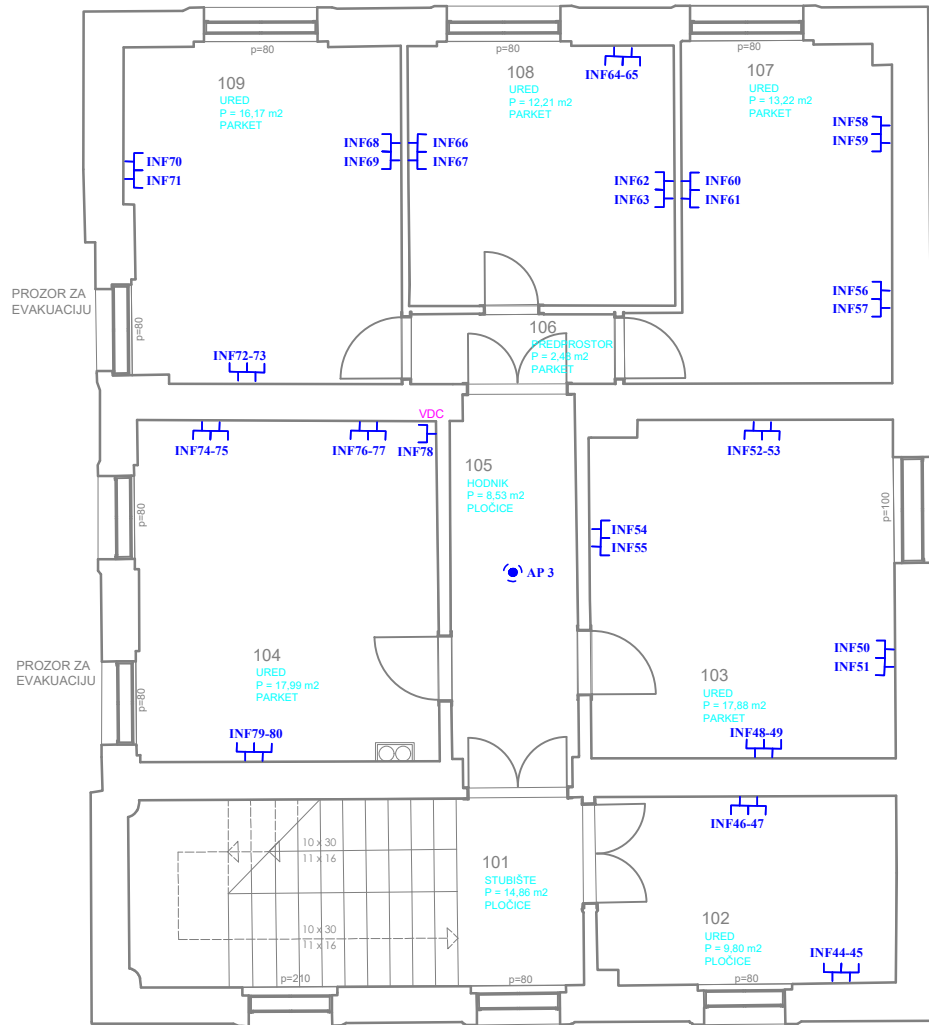 p=80
p=80
p=80
109
URED
P = 16,17 m2
PARKET
108
URED
P = 12,21 m2
PARKET
107
URED
P = 13,22 m2
PARKET
INF64-65
INF58
INF59
INF68
INF69
INF66
INF67
INF70
INF71
INF62
INF63
INF60
INF61
PROZOR ZA
EVAKUACIJU
p=80
INF56
INF57
106
PREDPROSTOR
P = 2,48 m2
PARKET
INF72-73
VDC
INF74-75
INF76-77
INF78
INF52-53
105
HODNIK
P = 8,53 m2
PLOČICE
p=80
p=100
INF54
INF55
AP 3
PROZOR ZA
EVAKUACIJU
p=80
104
URED
P = 17,99 m2
PARKET
INF50
INF51
103
URED
P = 17,88 m2
PARKET
INF79-80
INF48-49
INF46-47
10 x 30
11 x 16
101
STUBIŠTE
P = 14,86 m2
PLOČICE
102
URED
P = 9,80 m2
PLOČICE
10 x 30
11 x 16
INF44-45
p=210
p=80
p=80